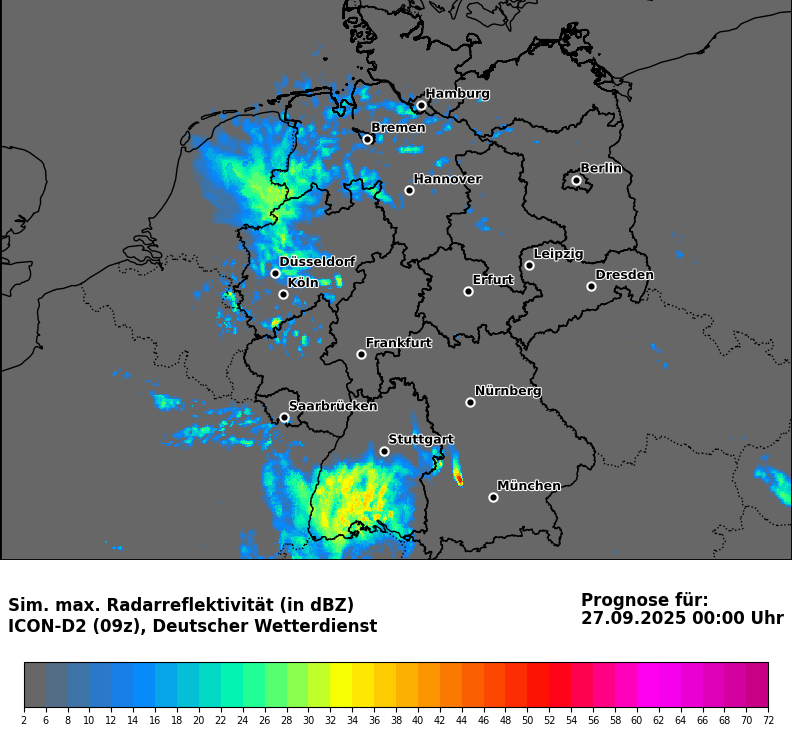 Hamburg
Bremen
Berlin
Hannover
Leipzig
Düsseldorf
Dresden
Köln
Erfurt
Frankfurt
Nürnberg
Saarbrücken
Stuttgart
München
Sim. max. Radarreflektivität (in dBZ)
ICON-D2 (09z), Deutscher Wetterdienst
Prognose für:
27.09.2025 00:00 Uhr
2 6 8 10 12 14 16 18 20 22 24 26 28 30 32 34 36 38 40 42 44 46 48 50 52 54 56 58 60 62 64 66 68 70 72